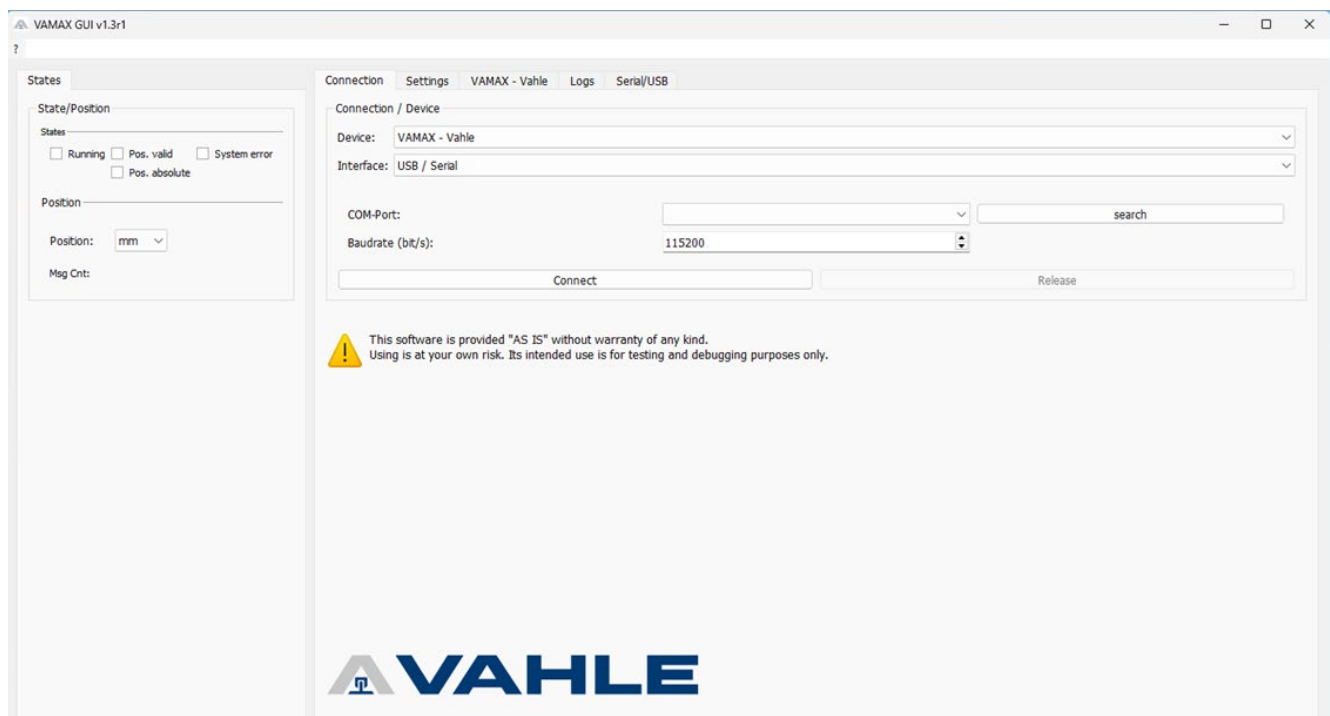 VAMAX GUI v1.3r1
?
States
State/Position
States
Running Pos. valid System error
Pos. absolute
Position
Position: mm
Msg Cnt:
Connection Settings VAMAX - Vahle Logs Serial/USB
Connection / Device
Device: VAMAX - Vahle
Interface: USB / Serial
COM-Port: search
Baudrate (bit/s): 115200
Connect Release
This software is provided "AS IS" without warranty of any kind.
Using is at your own risk. Its intended use is for testing and debugging purposes only.
VAHLE